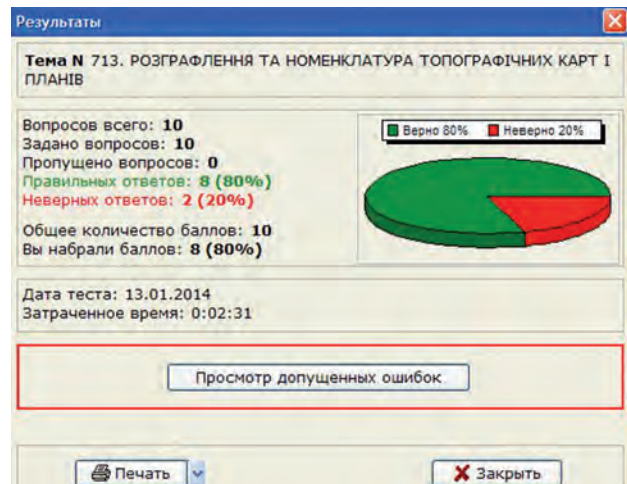 Результаты
Тема N 713. РОЗГРАФЛЕННЯ ТА НОМЕНКЛАТУРА ТОПОГРАФІЧНИХ КАРТ І
ПЛАНІВ
Вопросов всего: 10
Задано вопросов: 10
Пропущено вопросов: 0
Правильных ответов: 8 (80%)
Неверных ответов: 2 (20%)
Общее количество баллов: 10
Вы набрали баллов: 8 (80%)
Верно 80% Неверно 20%
Дата теста: 13.01.2014
Затраченное время: 0:02:31
Просмотр допущенных ошибок
Печать
Закрыть